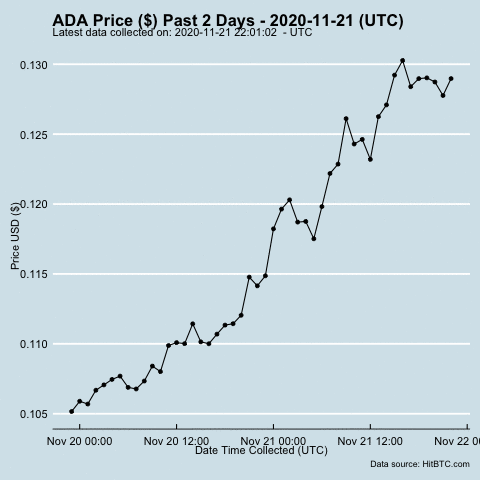 ADA Price ($) Past 2 Days - 2020-11-21 (UTC)
Latest data collected on: 2020-11-21 22:01:02  - UTC
0.130
0.125
0.120
0.115
0.110
0.105
Price USD ($)
Nov 20 00:00
Nov 20 12:00
Nov 21 00:00
Nov 21 12:00
Nov 22 0
Date Time Collected (UTC)
Data source: HitBTC.com